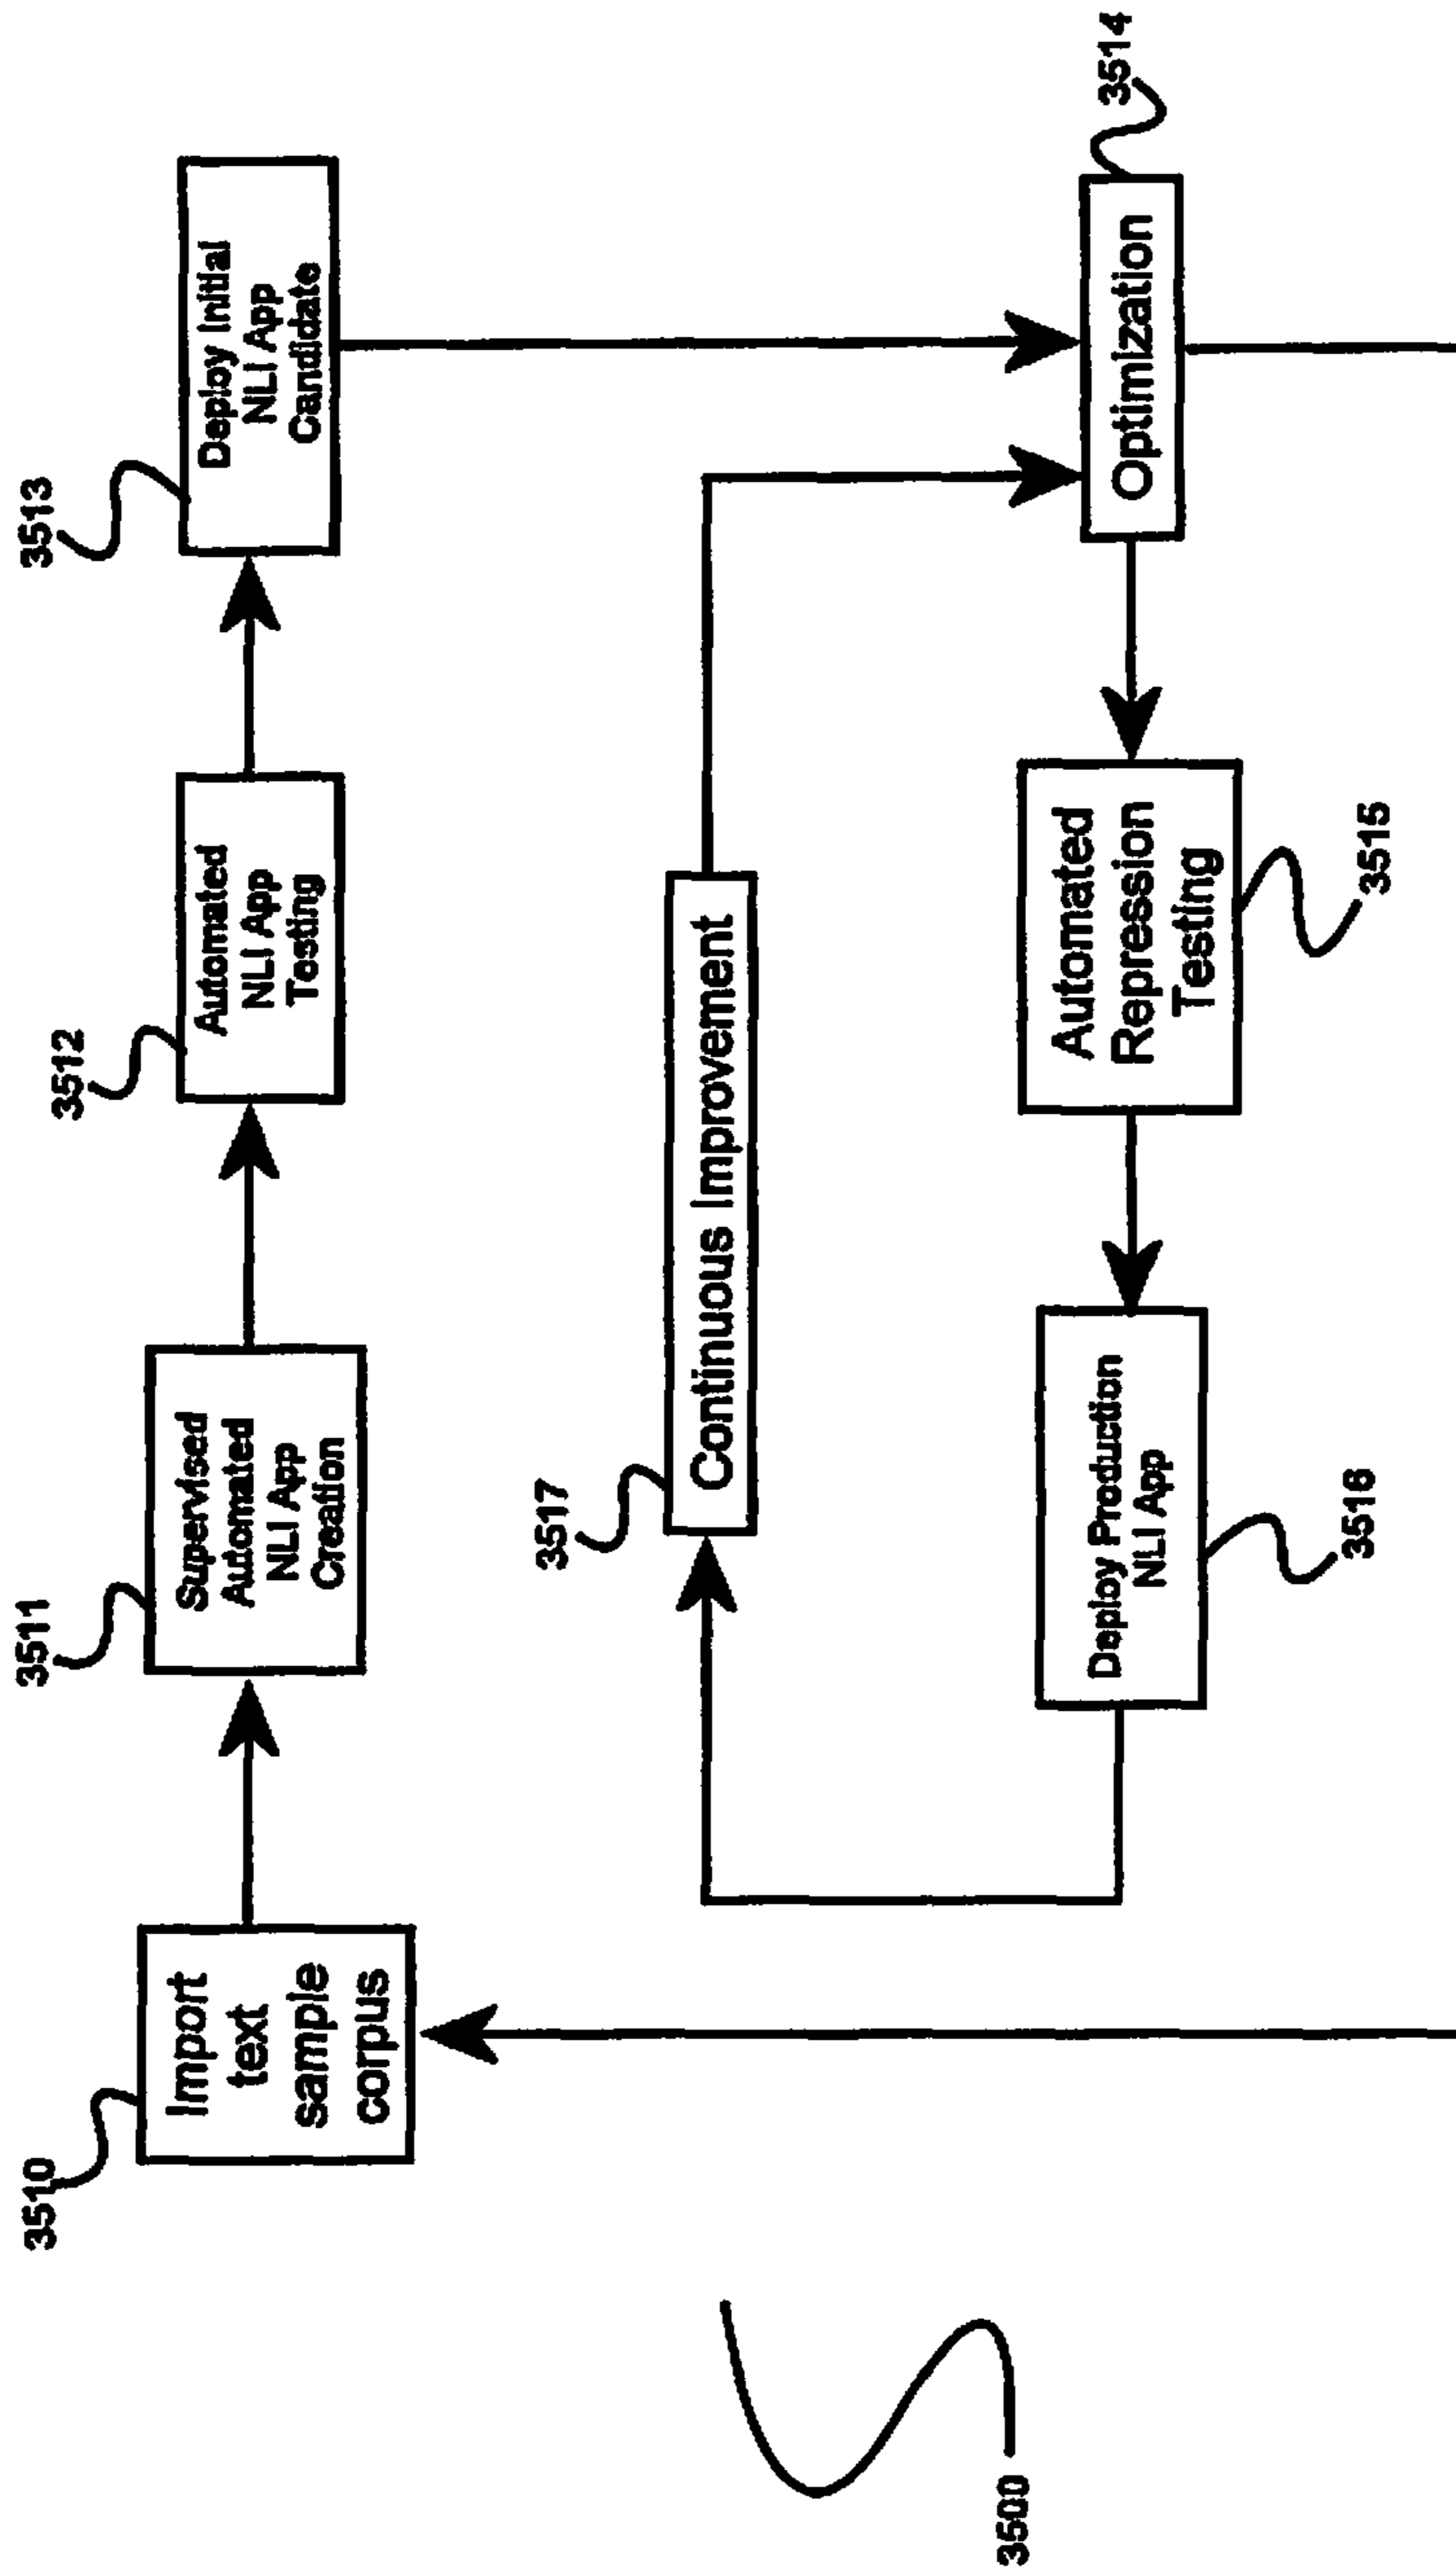 3510
Import
text
sample
corpus
3511
Supervised
Automated
NLI App
Creation
3512
Automated
NLI App
Testing
3513
Deploy Initial
NLI App
Candidate
3517
Continuous Improvement
Optimization
3514
Automated
Repression
Testing
3515
Deploy Production
NLI App
3516
3500